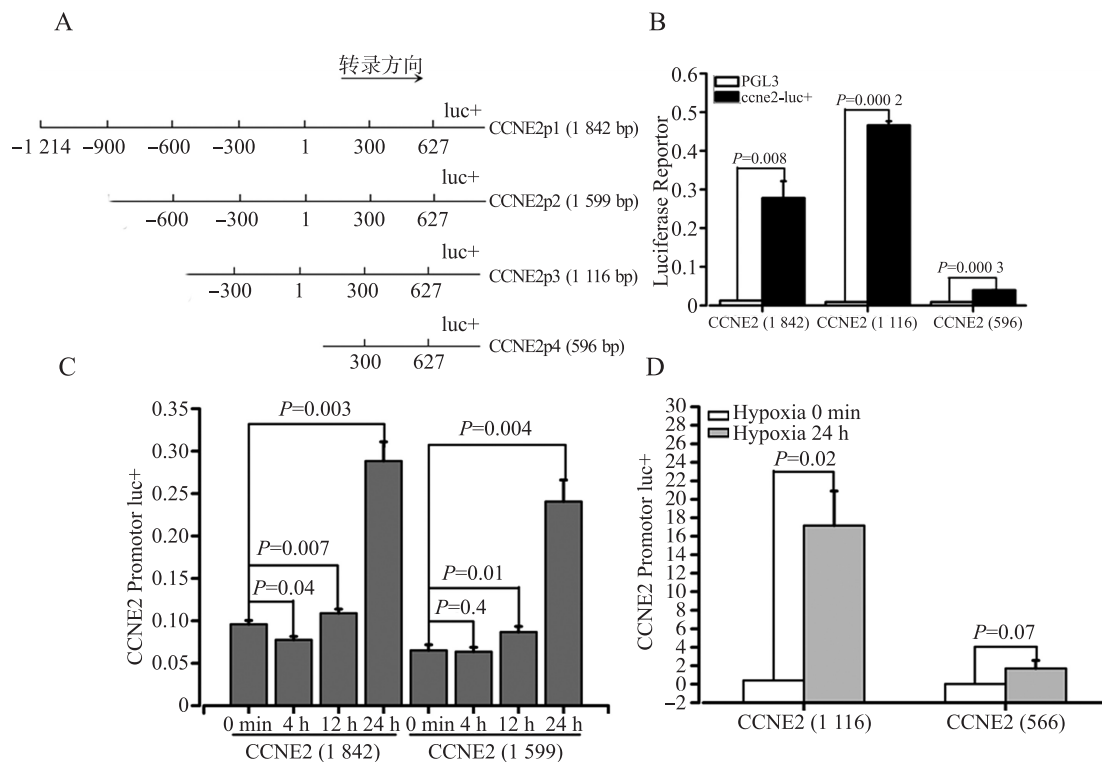 A
转录方向
luc+
CCNE2p1 (1 842 bp)
−1 214 −900 −600 −300 1 300 627
luc+
CCNE2p2 (1 599 bp)
−600 −300 1 300 627
luc+
CCNE2p3 (1 116 bp)
−300 1 300 627
luc+
CCNE2p4 (596 bp)
300 627
B
Luciferase Reportor
0.6
0.5
0.4
0.3
0.2
0.1
0
PGL3
ccne2-luc+
P=0.008
P=0.000 2
P=0.000 3
CCNE2 (1 842) CCNE2 (1 116) CCNE2 (596)
C
CCNE2 Promotor luc+
0.35
0.30
0.25
0.20
0.15
0.10
0.05
0
P=0.003
P=0.007
P=0.04
P=0.004
P=0.01
P=0.4
0 min 4 h 12 h 24 h 0 min 4 h 12 h 24 h
CCNE2 (1 842) CCNE2 (1 599)
D
CCNE2 Promotor luc+
30
28
26
24
22
20
18
16
14
12
10
8
6
4
2
0
−2
Hypoxia 0 min
Hypoxia 24 h
P=0.02
P=0.07
CCNE2 (1 116) CCNE2 (566)